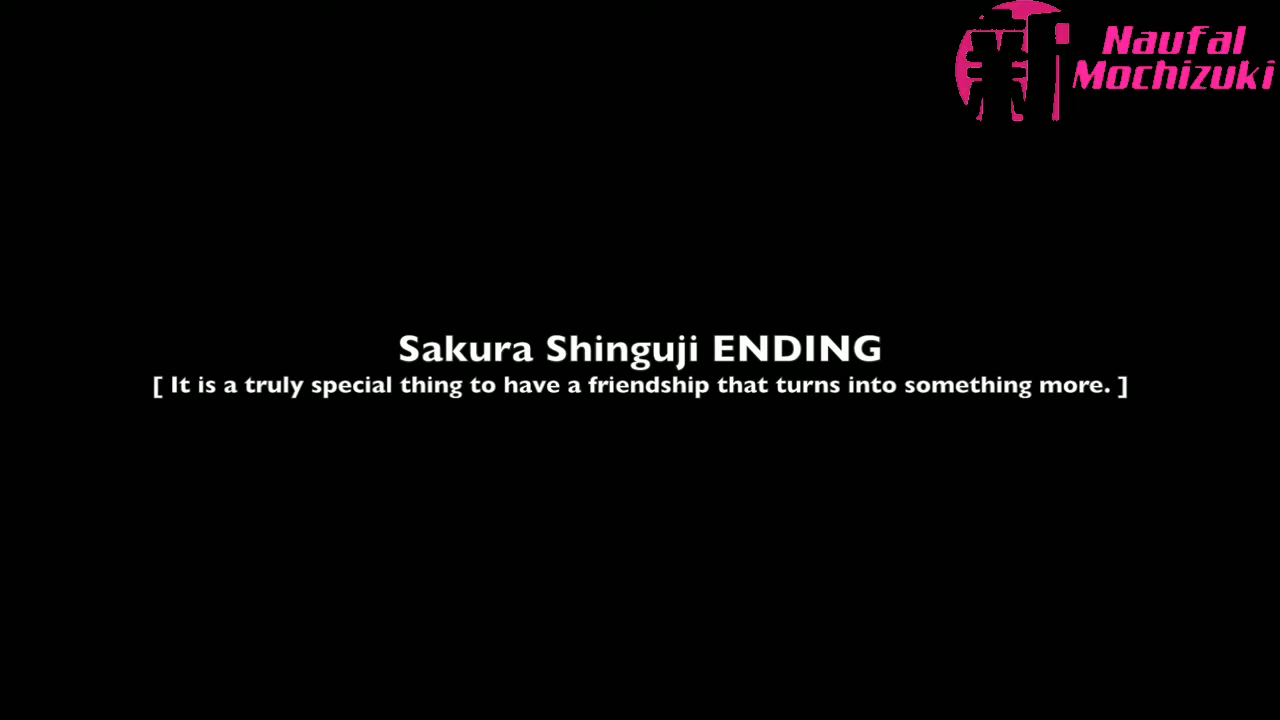 Naufal
Mochizuki
Sakura Shinguji ENDING
[ It is a truly special thing to have a friendship that turns into something more. ]